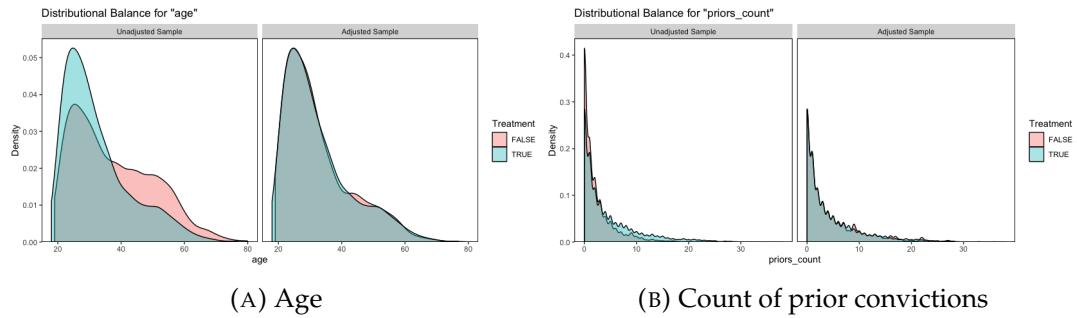 Distributional Balance for "age"
Unadjusted Sample
Adjusted Sample
0.05
0.04
0.03
0.02
0.01
0.00
Density
20 40 60 80
20 40 60 80
age
Treatment
FALSE
TRUE
(A) Age
Distributional Balance for "priors_count"
Unadjusted Sample
Adjusted Sample
0.4
0.3
0.2
0.1
0.0
Density
0 10 20 30
0 10 20 30
priors_count
Treatment
FALSE
TRUE
(B) Count of prior convictions